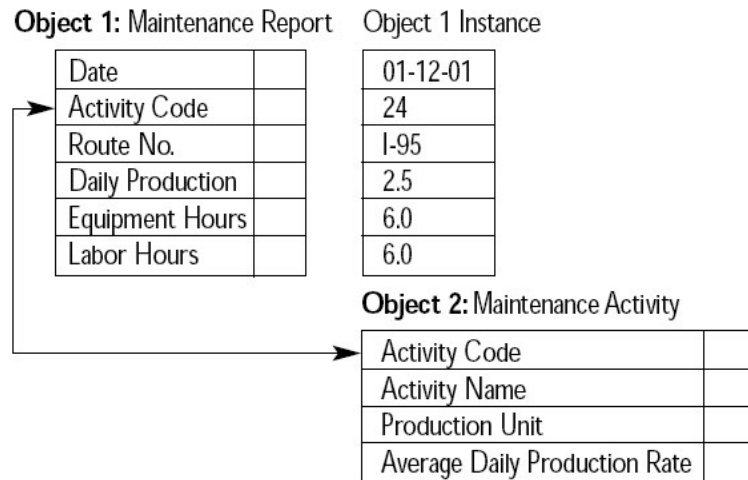 Object 1: Maintenance Report Object 1 Instance
Date 01-12-01
Activity Code 24
Route No. I-95
Daily Production 2.5
Equipment Hours 6.0
Labor Hours 6.0
Object 2: Maintenance Activity
Activity Code
Activity Name
Production Unit
Average Daily Production Rate